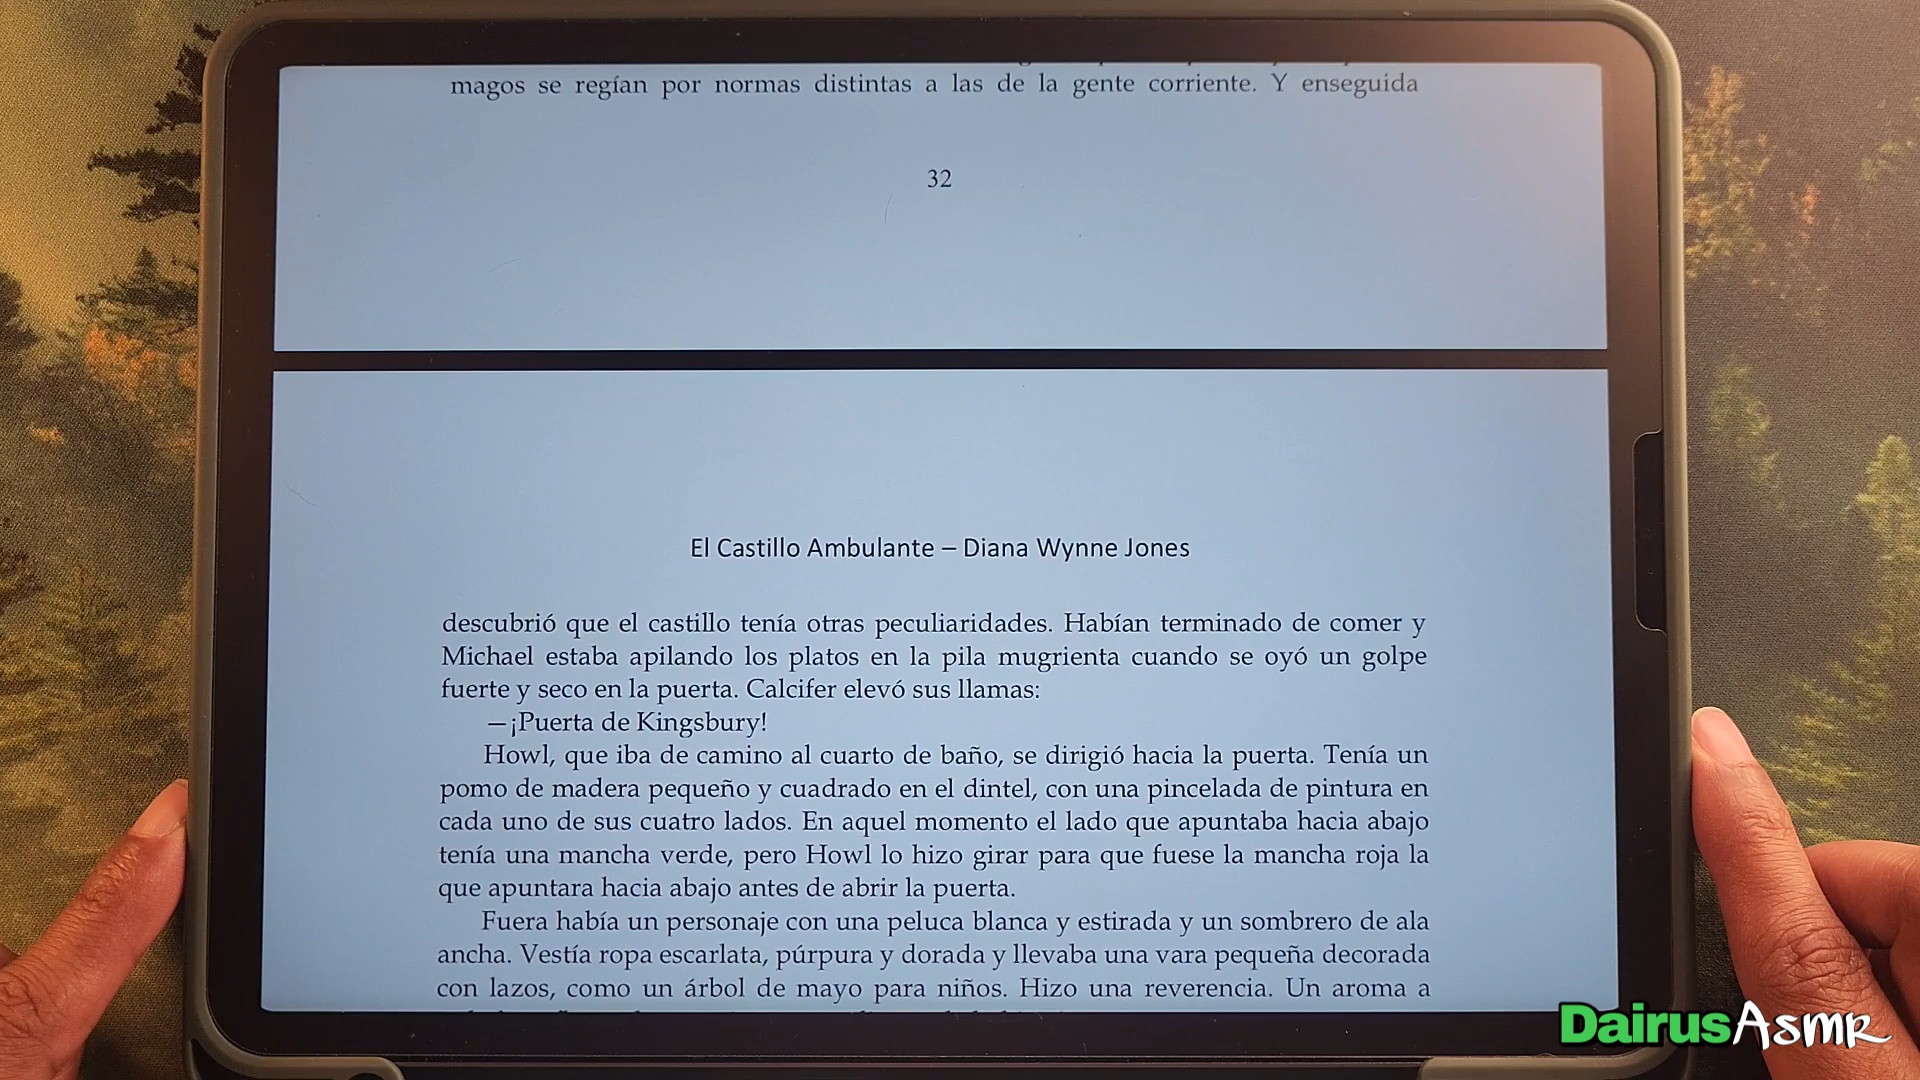 magos se regían por normas distintas a las de la gente corriente. Y enseguida
32
El Castillo Ambulante – Diana Wynne Jones
descubrió que el castillo tenía otras peculiaridades. Habían terminado de comer y
Michael estaba apilando los platos en la pila mugrienta cuando se oyó un golpe
fuerte y seco en la puerta. Calcifer elevó sus llamas:
—¡Puerta de Kingsbury!
Howl, que iba de camino al cuarto de baño, se dirigió hacia la puerta. Tenía un
pomo de madera pequeño y cuadrado en el dintel, con una pincelada de pintura en
cada uno de sus cuatro lados. En aquel momento el lado que apuntaba hacia abajo
tenía una mancha verde, pero Howl lo hizo girar para que fuese la mancha roja la
que apuntara hacia abajo antes de abrir la puerta.
Fuera había un personaje con una peluca blanca y estirada y un sombrero de ala
ancha. Vestía ropa escarlata, púrpura y dorada y llevaba una vara pequeña decorada
con lazos, como un árbol de mayo para niños. Hizo una reverencia. Un aroma a
DairusAsmR